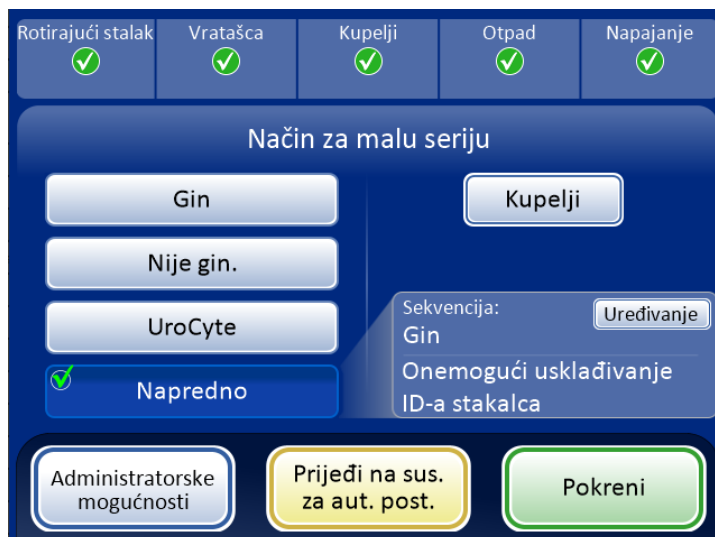 Rotirajući stalak
Vratašca
Kupelji
Otpad
Napajanje
Način za malu seriju
Gin
Nije gin.
UroCyte
Napredno
Kupelji
Sekvencija:
Gin
Uređivanje
Onemogući usklađivanje
ID-a stakalca
Administratorske
mogućnosti
Prijeđi na sus.
za aut. post.
Pokreni